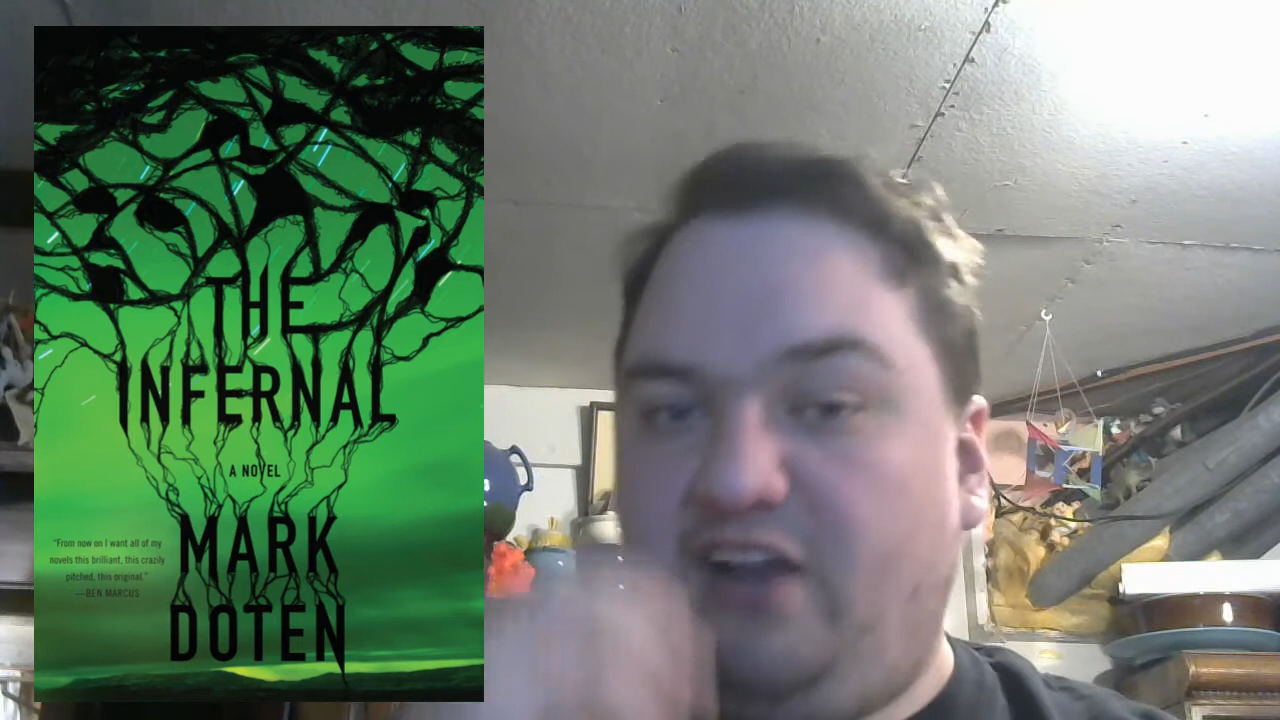 THE
INFERNAL
A NOVEL
MARK
DOTEN
"From now on I want all of my
novels this brilliant, this crazily
pitched, this original."
—BEN MARCUS